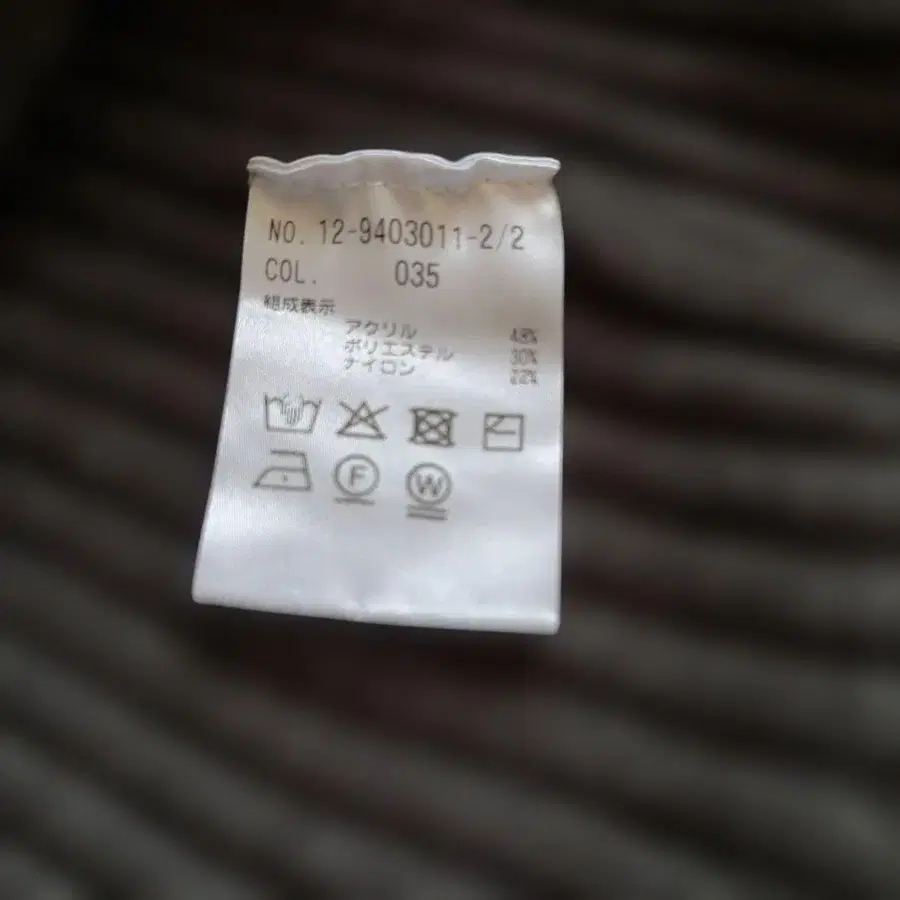 NO. 12-9403011-2/2
COL. 035
組成表示
アクリル 48%
ポリエステル 30%
ナイロン 22%
F
W